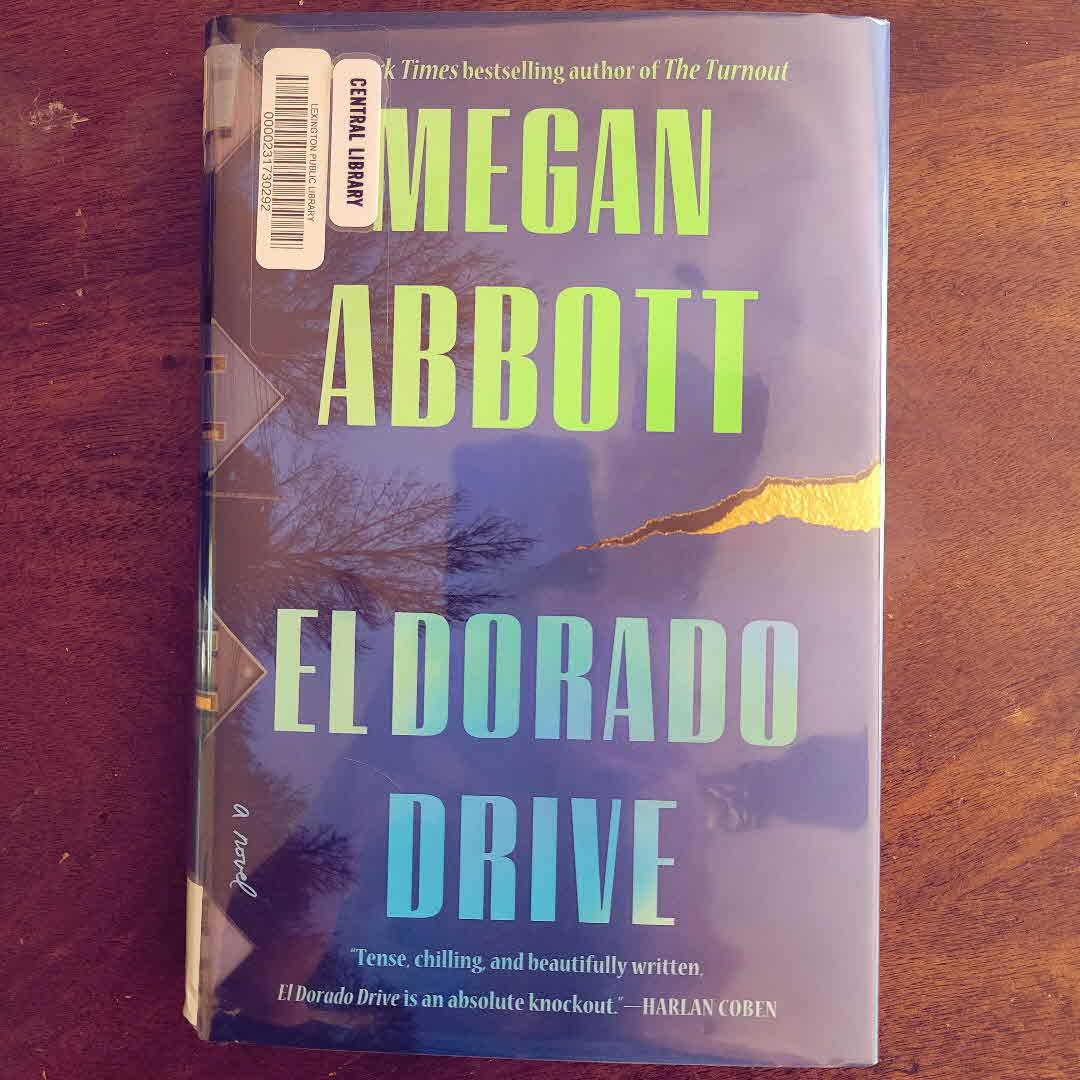 Times bestselling author of The Turnout
CENTRAL LIBRARY
LEXINGTON PUBLIC LIBRARY
0000231730292
MEGAN
ABBOTT
EL DORADO
DRIVE
a novel
"Tense, chilling, and beautifully written,
El Dorado Drive is an absolute knockout." —HARLAN COBEN